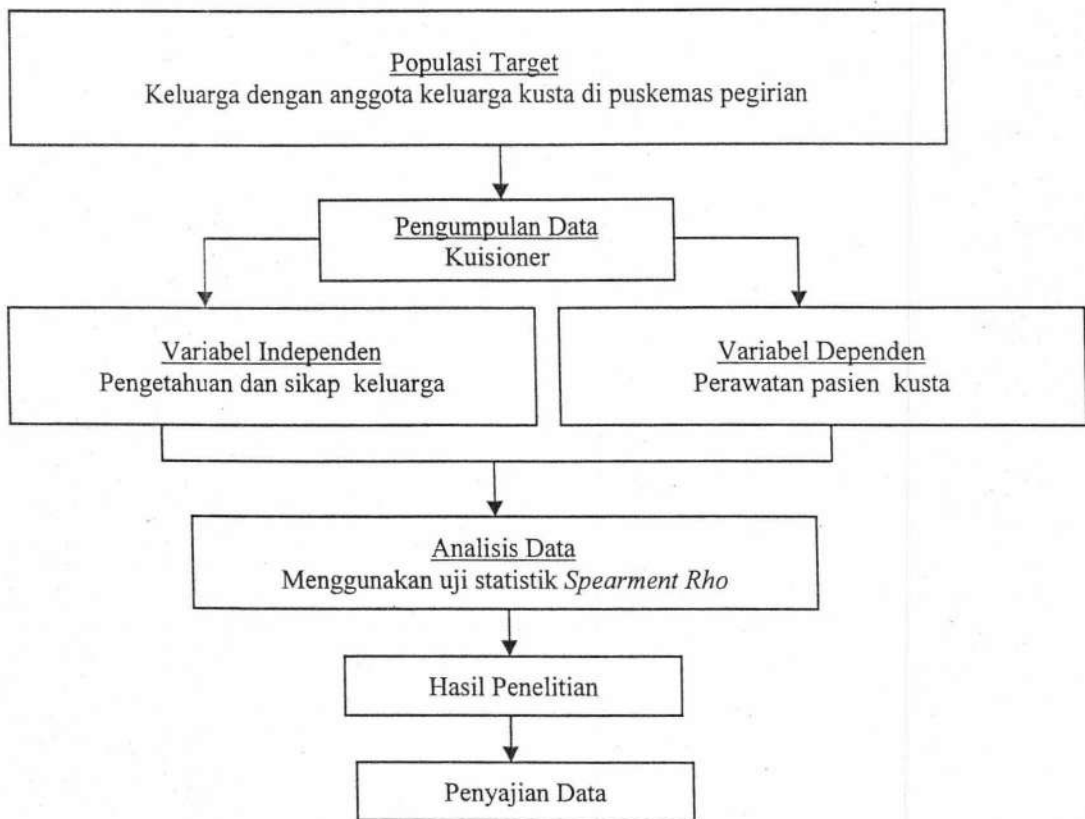 Populasi Target
Keluarga dengan anggota keluarga kusta di puskemas pegirian
Pengumpulan Data
Kuisioner
Variabel Independen
Pengetahuan dan sikap keluarga
Variabel Dependen
Perawatan pasien kusta
Analisis Data
Menggunakan uji statistik Spearment Rho
Hasil Penelitian
Penyajian Data